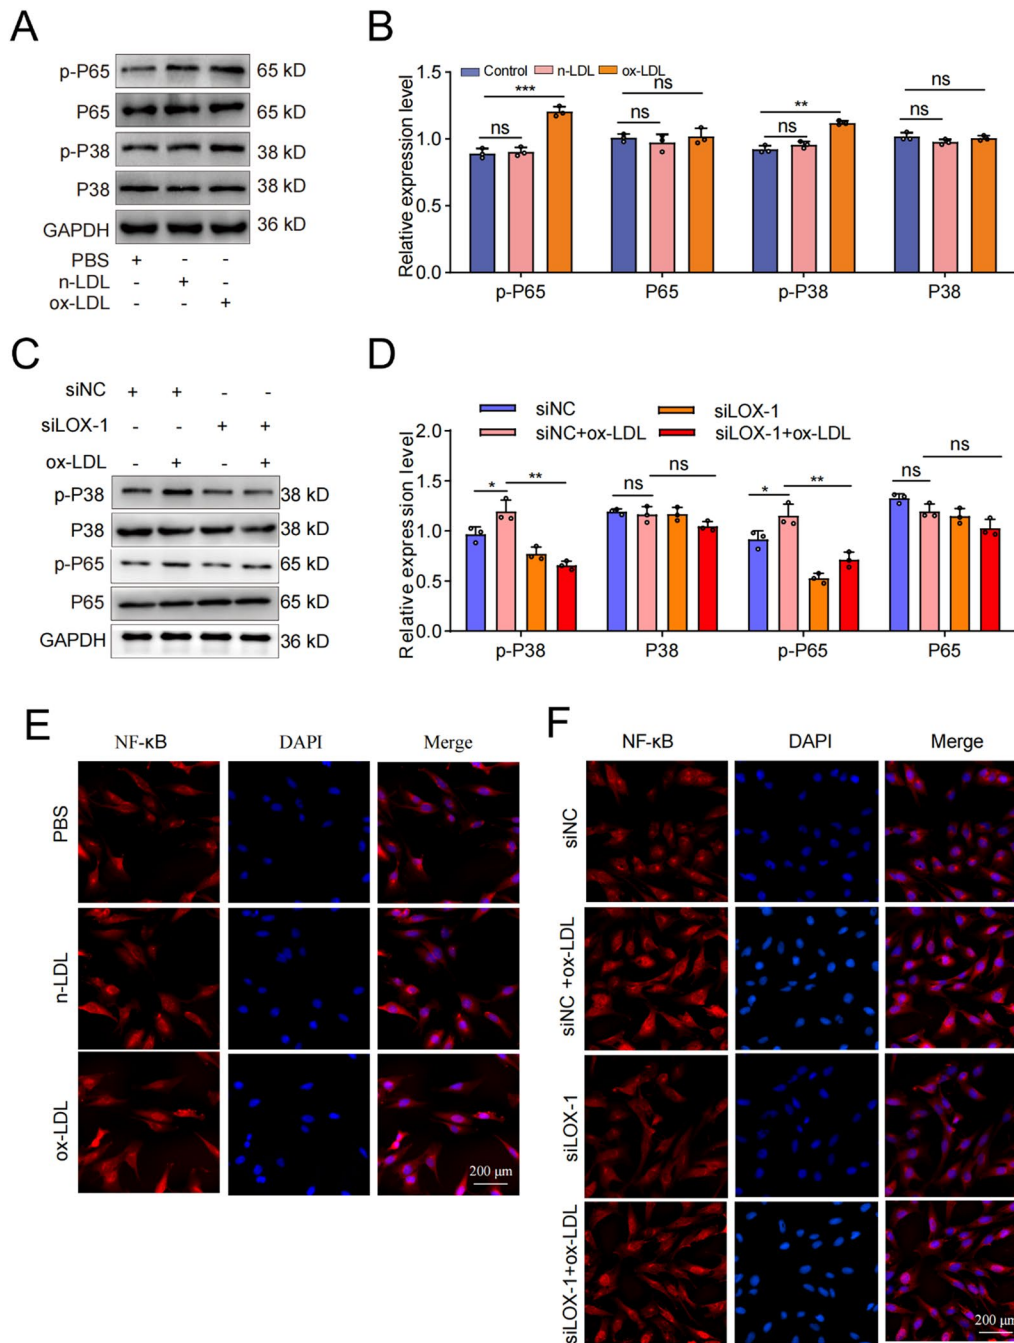 A
p-P65 65 kD
P65 65 kD
p-P38 38 kD
P38 38 kD
GAPDH 36 kD
PBS + - -
n-LDL - + -
ox-LDL - - +
B
Control n-LDL ox-LDL
Relative expression level
1.5
1.0
0.5
0.0
*** ns
ns ns
** ns
ns ns
p-P65 P65 p-P38 P38
C
siNC + + - -
siLOX-1 - - + +
ox-LDL - + - +
p-P38 38 kD
P38 38 kD
p-P65 65 kD
P65 65 kD
GAPDH 36 kD
D
siNC siLOX-1
siNC+ox-LDL siLOX-1+ox-LDL
Relative expression level
2.0
1.5
1.0
0.5
0.0
* **
ns ns
* **
ns ns
p-P38 P38 p-P65 P65
E
NF-κB DAPI Merge
PBS
n-LDL
ox-LDL
200 μm
F
NF-κB DAPI Merge
siNC
siNC +ox-LDL
siLOX-1
siLOX-1+ox-LDL
200 μm